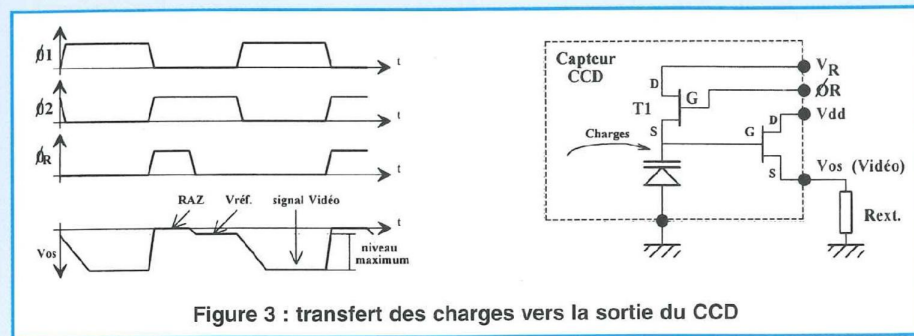 ϕ1
t
ϕ2
t
ϕR
t
RAZ
Vréf.
signal Vidéo
t
Vos
niveau
maximum
Capteur
CCD
VR
D
ϕR
G
T1
Vdd
S
D
Charges
G
Vos (Vidéo)
S
Rext.
Figure 3 : transfert des charges vers la sortie du CCD